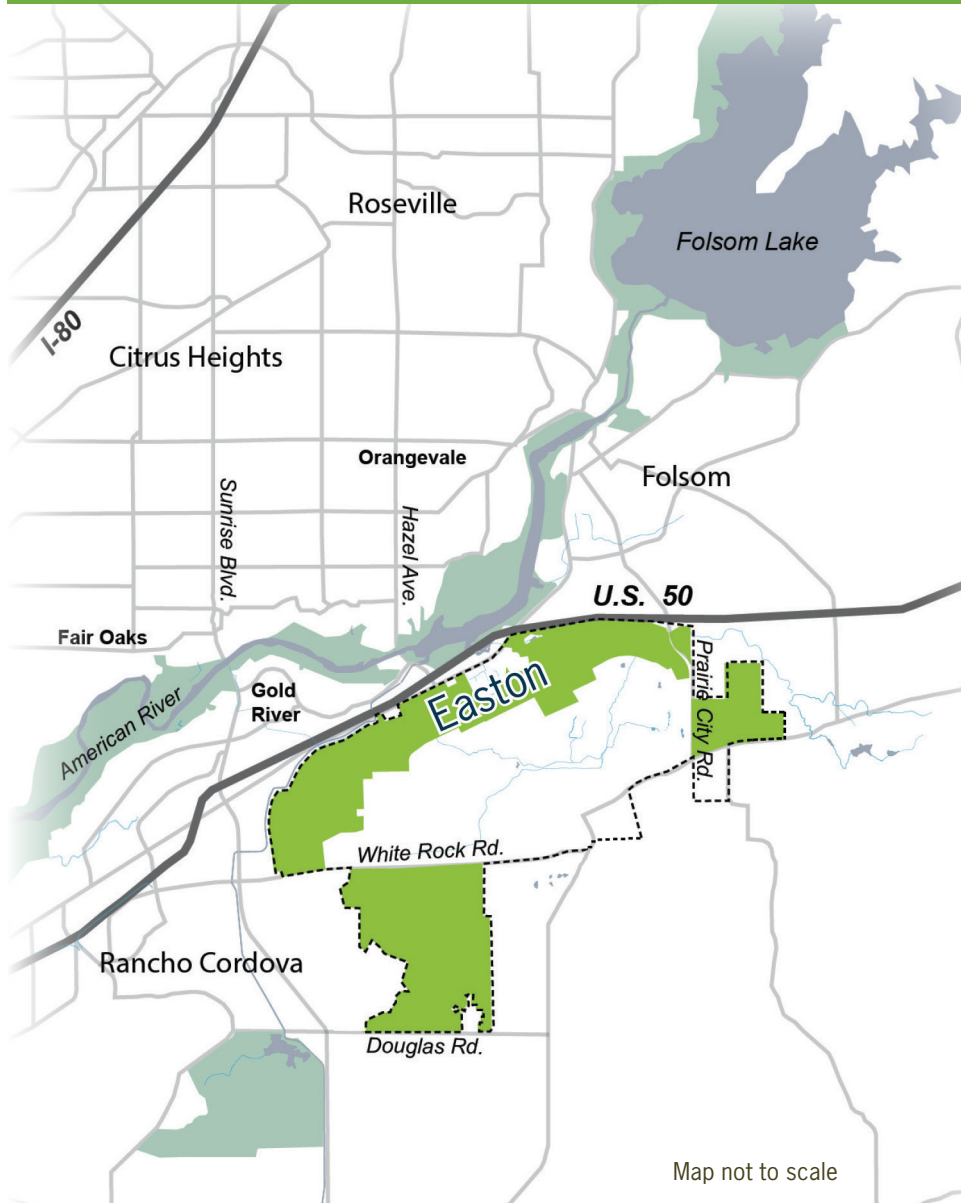 Roseville
Folsom Lake
I-80
Citrus Heights
Orangevale
Folsom
Sunrise Blvd.
Hazel Ave.
U.S. 50
Fair Oaks
Prairie City Rd.
Easton
Gold
River
American River
White Rock Rd.
Rancho Cordova
Douglas Rd.
Map not to scale